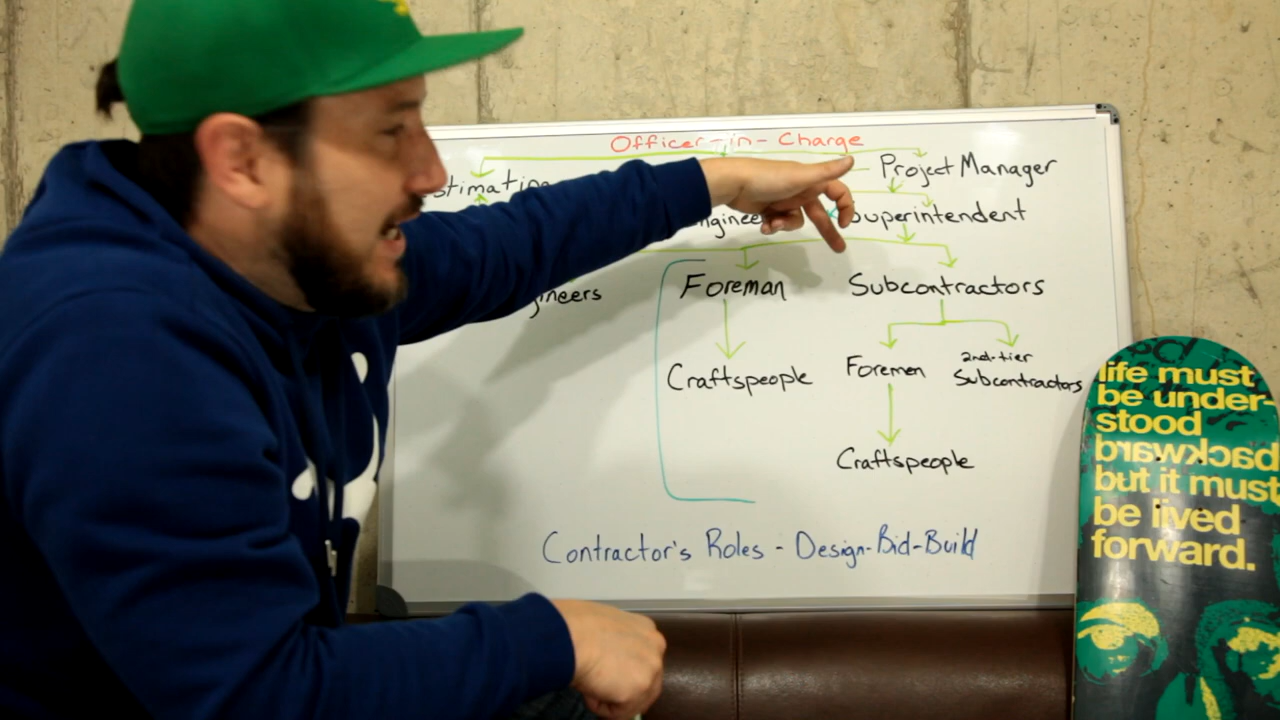 Officer-in-Charge
Project Manager
Superintendent
Foreman
Subcontractors
Craftspeople
Foremen
2nd-tier
Subcontractors
Craftspeople
Contractor's Roles - Design-Bid-Build
life must
be under-
stood
backward
but it must
be lived
forward.